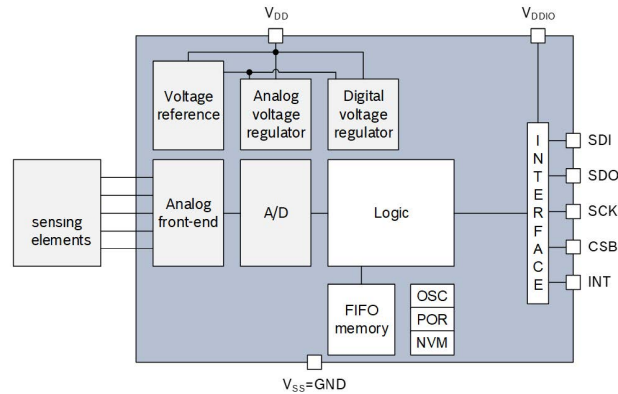 VDD
VDDIO
Voltage
reference
Analog
voltage
regulator
Digital
voltage
regulator
INTERFACE
SDI
SDO
SCK
CSB
INT
sensing
elements
Analog
front-end
A/D
Logic
FIFO
memory
OSC
POR
NVM
VSS=GND